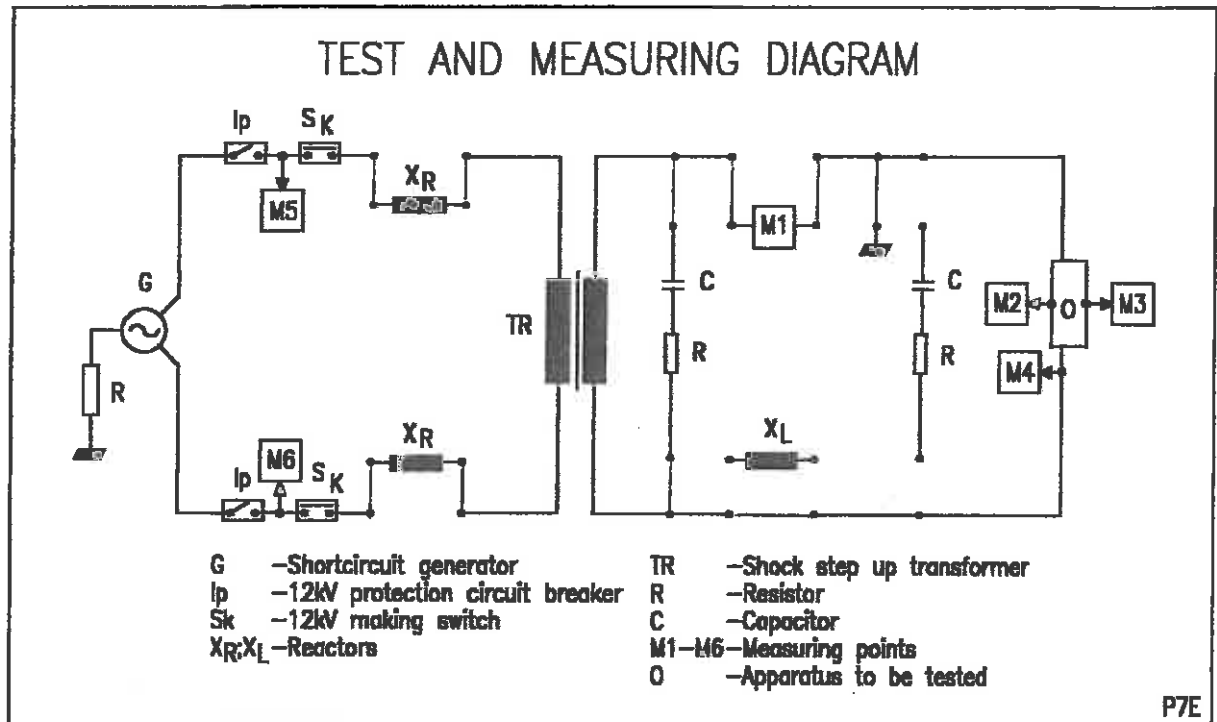 TEST AND MEASURING DIAGRAM
Ip
SK
XR
M5
M1
G
C
C
M2
O
M3
TR
R
R
M4
R
XR
XL
M6
Ip
SK
G -Shortcircuit generator
Ip -12kV protection circuit breaker
Sk -12kV making switch
XR;XL-Reactors
TR -Shock step up transformer
R -Resistor
C -Capacitor
M1-M6-Measuring points
O -Apparatus to be tested
P7E